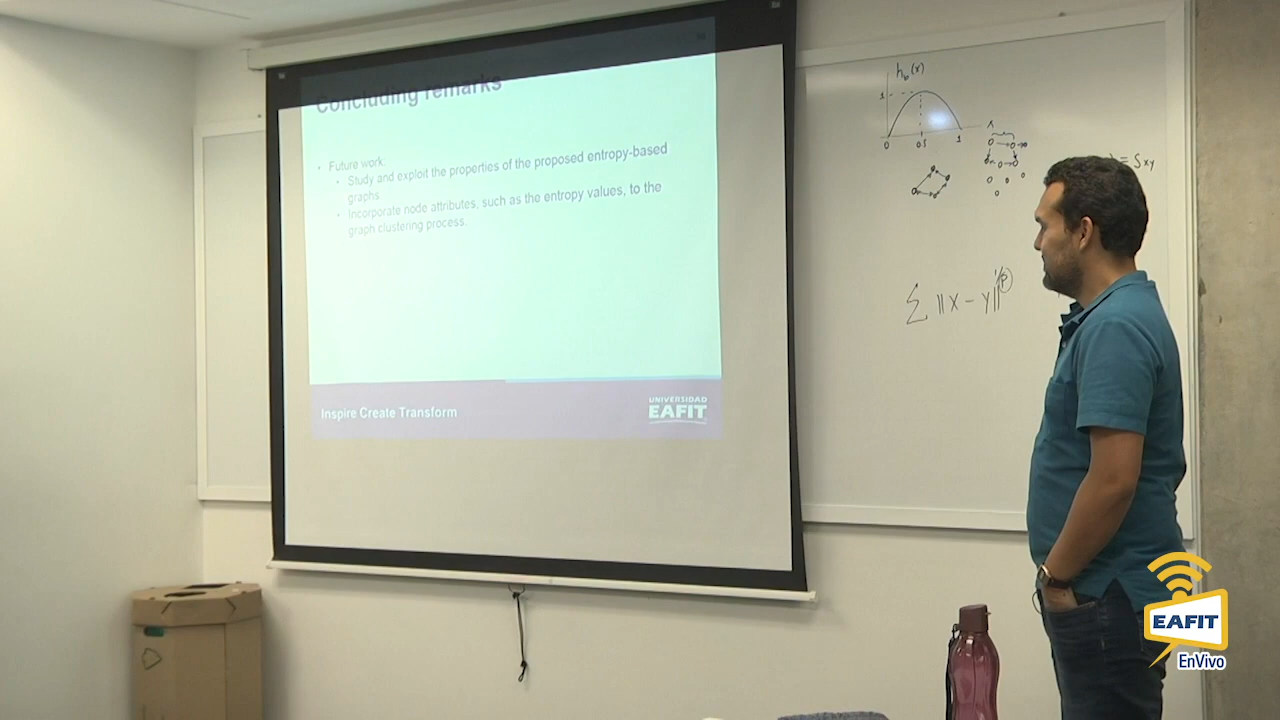 Concluding remarks
• Future work:
• Study and exploit the properties of the proposed entropy-based
graphs
• Incorporate node attributes, such as the entropy values, to the
graph clustering process.
Inspire Create Transform
UNIVERSIDAD
EAFIT
h_b(x)
1
0 0.5 1 x
= Sxy
Σ ||X - Y||^{1/p}
EAFIT
EnVivo